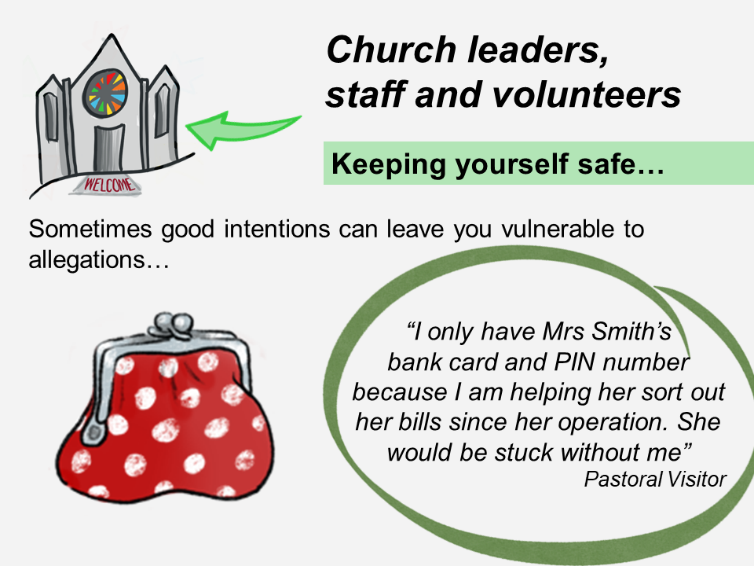 Church leaders,
staff and volunteers
WELCOME
Keeping yourself safe…
Sometimes good intentions can leave you vulnerable to
allegations…
“I only have Mrs Smith’s
bank card and PIN number
because I am helping her sort out
her bills since her operation. She
would be stuck without me”
Pastoral Visitor